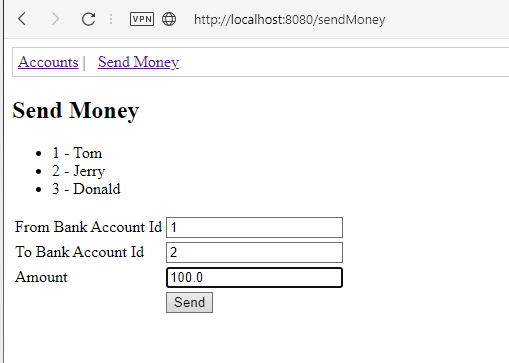 VPN http://localhost:8080/sendMoney
Accounts | Send Money
Send Money
1 - Tom
2 - Jerry
3 - Donald
From Bank Account Id 1
To Bank Account Id 2
Amount 100.0
Send